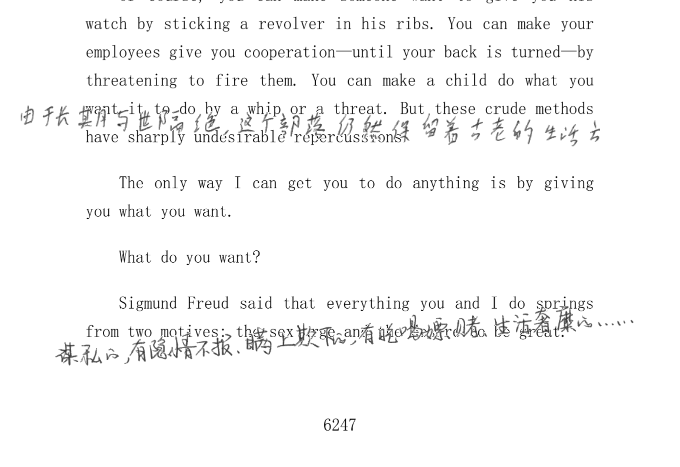 watch by sticking a revolver in his ribs. You can make your
employees give you cooperation—until your back is turned—by
threatening to fire them. You can make a child do what you
want it to do by a whip or a threat. But these crude methods
由于长期与世隔绝,这个部落仍然保留着古老的生活方
have sharply undesirable repercussions.
The only way I can get you to do anything is by giving
you what you want.
What do you want?
Sigmund Freud said that everything you and I do springs
from two motives: the sex urge and the desire to be great.
谋私的,有隐情不报、瞒上欺下的,有吃喝嫖赌、生活奢靡的……
6247